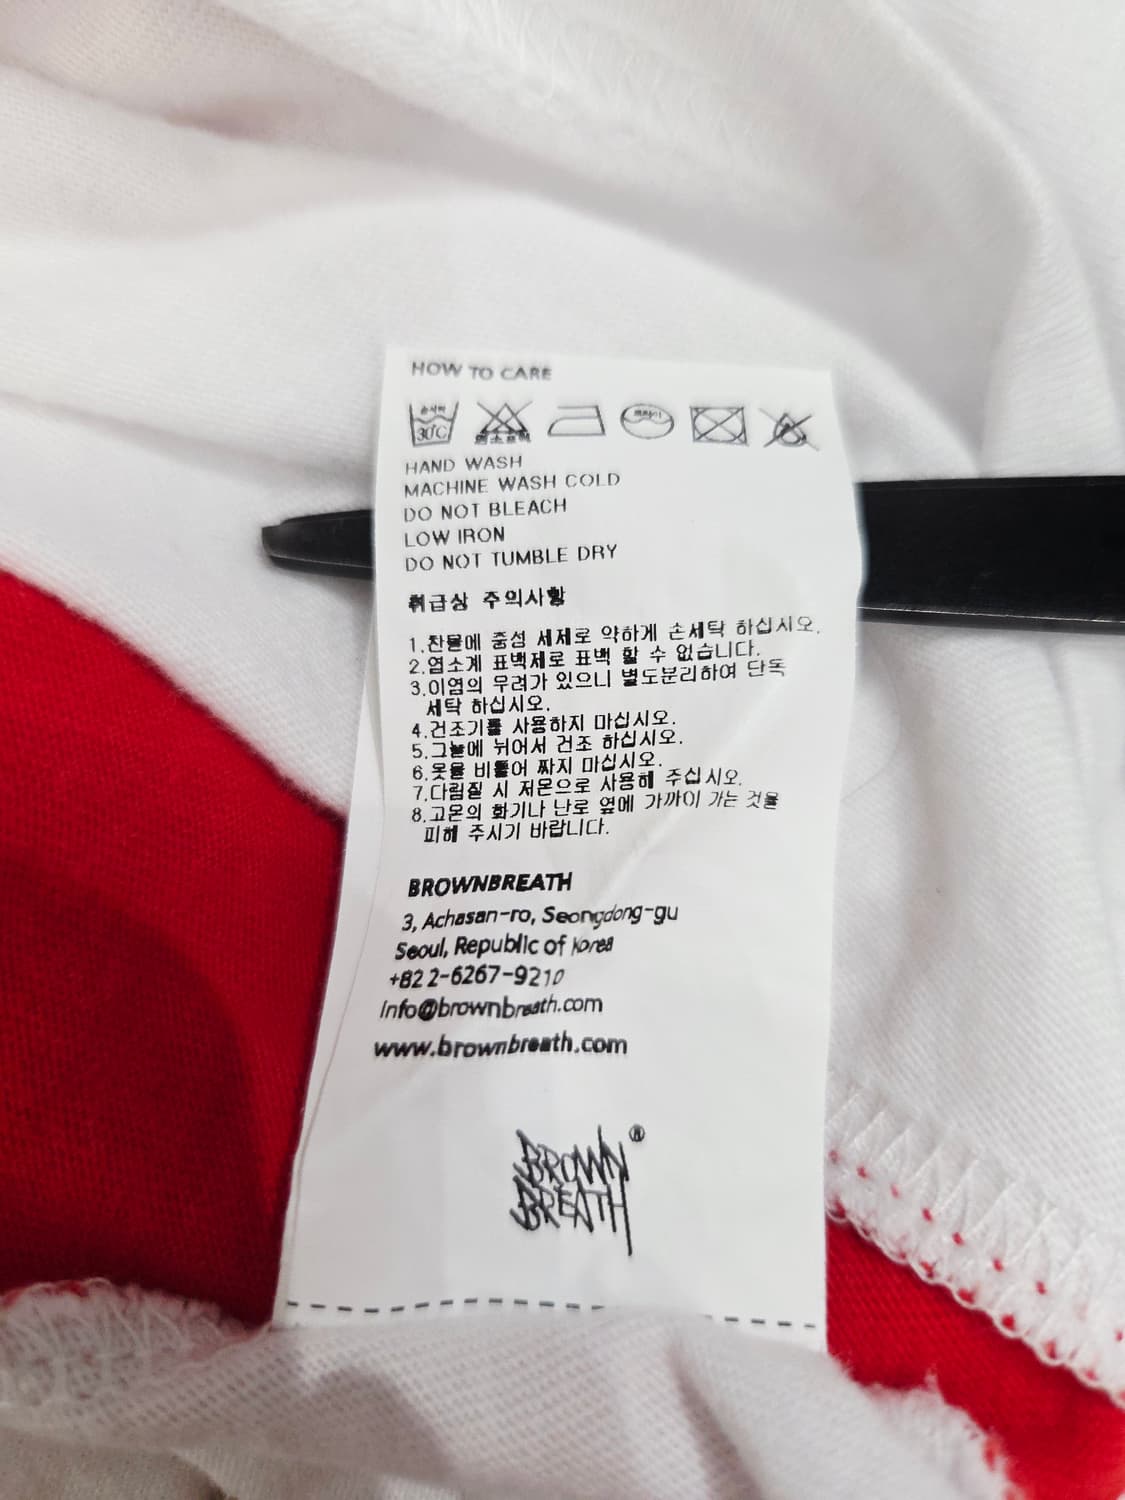 HOW TO CARE
손세탁
30℃
염소표백
HAND WASH
MACHINE WASH COLD
DO NOT BLEACH
LOW IRON
DO NOT TUMBLE DRY
취급상 주의사항
1.찬물에 중성 세제로 약하게 손세탁 하십시오.
2.염소계 표백제로 표백 할 수 없습니다.
3.이염의 우려가 있으니 별도분리하여 단독
세탁 하십시오.
4.건조기를 사용하지 마십시오.
5.그늘에 뉘어서 건조 하십시오.
6.옷을 비틀어 짜지 마십시오.
7.다림질 시 저온으로 사용해 주십시오.
8.고온의 화기나 난로 옆에 가까이 가는 것을
피해 주시기 바랍니다.
BROWNBREATH
3, Achasan-ro, Seongdong-gu
Seoul, Republic of Korea
+82 2-6267-9210
info@brownbreath.com
www.brownbreath.com
BROWN
BREATH®